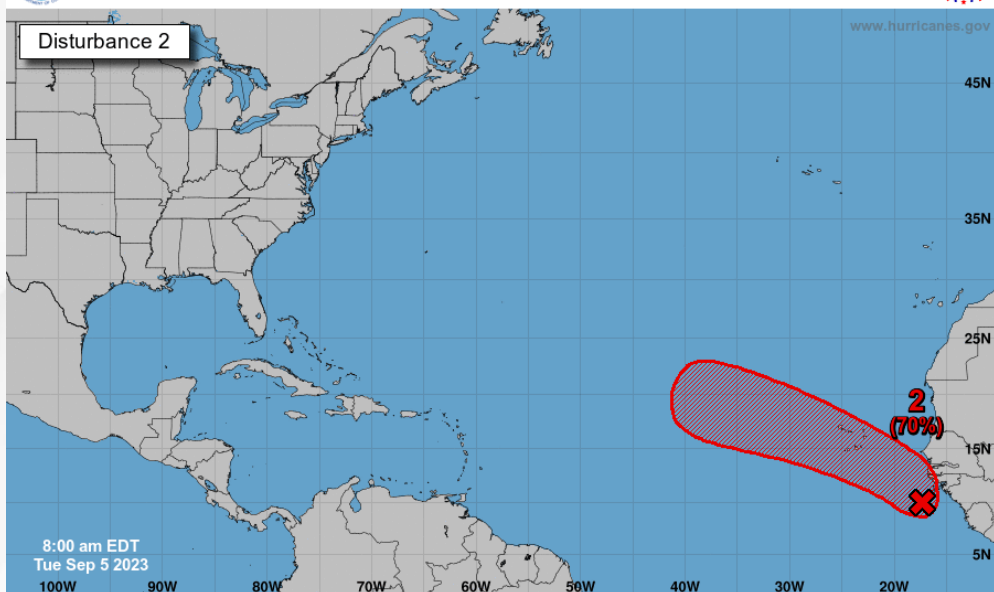 Disturbance 2
www.hurricanes.gov
45N
35N
25N
2
(70%)
15N
5N
8:00 am EDT
Tue Sep 5 2023
100W 90W 80W 70W 60W 50W 40W 30W 20W